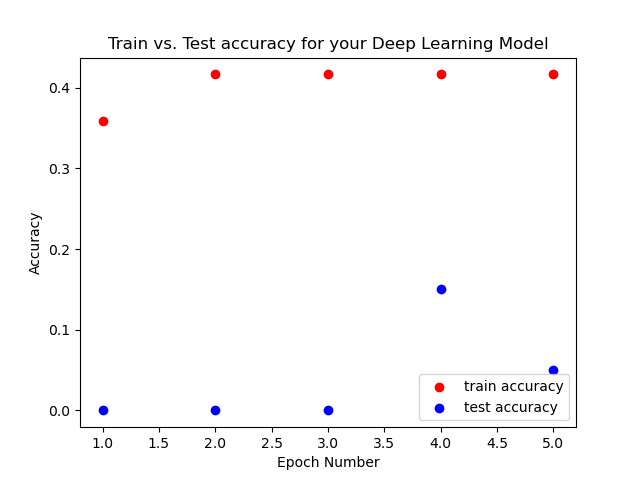 Train vs. Test accuracy for your Deep Learning Model
0.4
0.3
0.2
0.1
0.0
Accuracy
train accuracy
test accuracy
1.0 1.5 2.0 2.5 3.0 3.5 4.0 4.5 5.0
Epoch Number